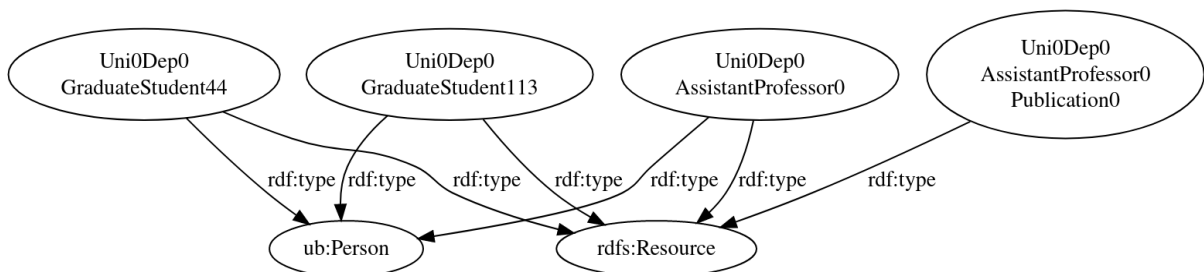 Uni0Dep0
GraduateStudent44
Uni0Dep0
GraduateStudent113
Uni0Dep0
AssistantProfessor0
Uni0Dep0
AssistantProfessor0
Publication0
rdf:type
rdf:type
rdf:type
rdf:type
rdf:type
rdf:type
rdf:type
ub:Person
rdfs:Resource